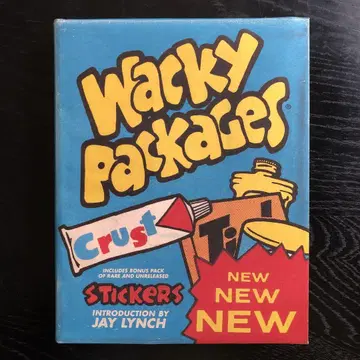 Wacky
Packages
Crust
Ti
INCLUDES BONUS PACK
OF RARE AND UNRELEASED
STICKERS
INTRODUCTION BY
JAY LYNCH
NEW
NEW
NEW